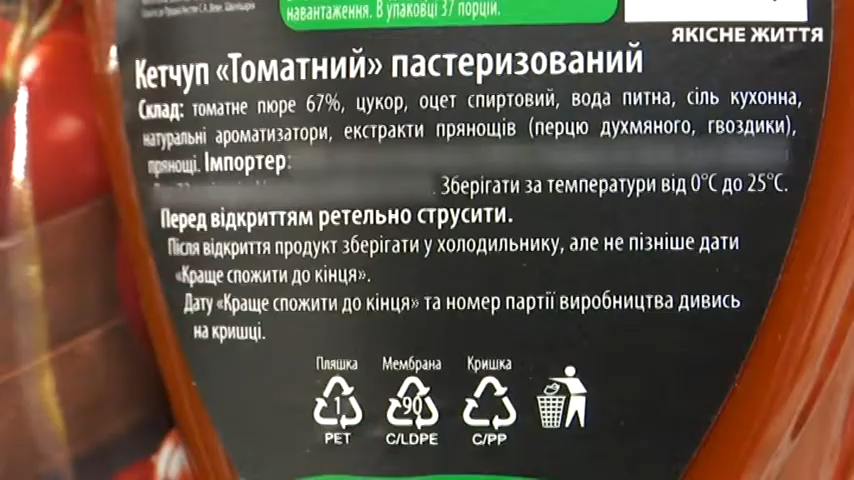 навантаження. В упаковці 37 порцій.
ЯКІСНЕ ЖИТТЯ
Кетчуп «Томатний» пастеризований
Склад: томатне пюре 67%, цукор, оцет спиртовий, вода питна, сіль кухонна,
натуральні ароматизатори, екстракти прянощів (перцю духмяного, гвоздики),
прянощі. Імпортер:
Зберігати за температури від 0°C до 25°C.
Перед відкриттям ретельно струсити.
Після відкриття продукт зберігати у холодильнику, але не пізніше дати
«Краще спожити до кінця».
Дату «Краще спожити до кінця» та номер партії виробництва дивись
на кришці.
Пляшка Мембрана Кришка
1 90
PET C/LDPE C/PP